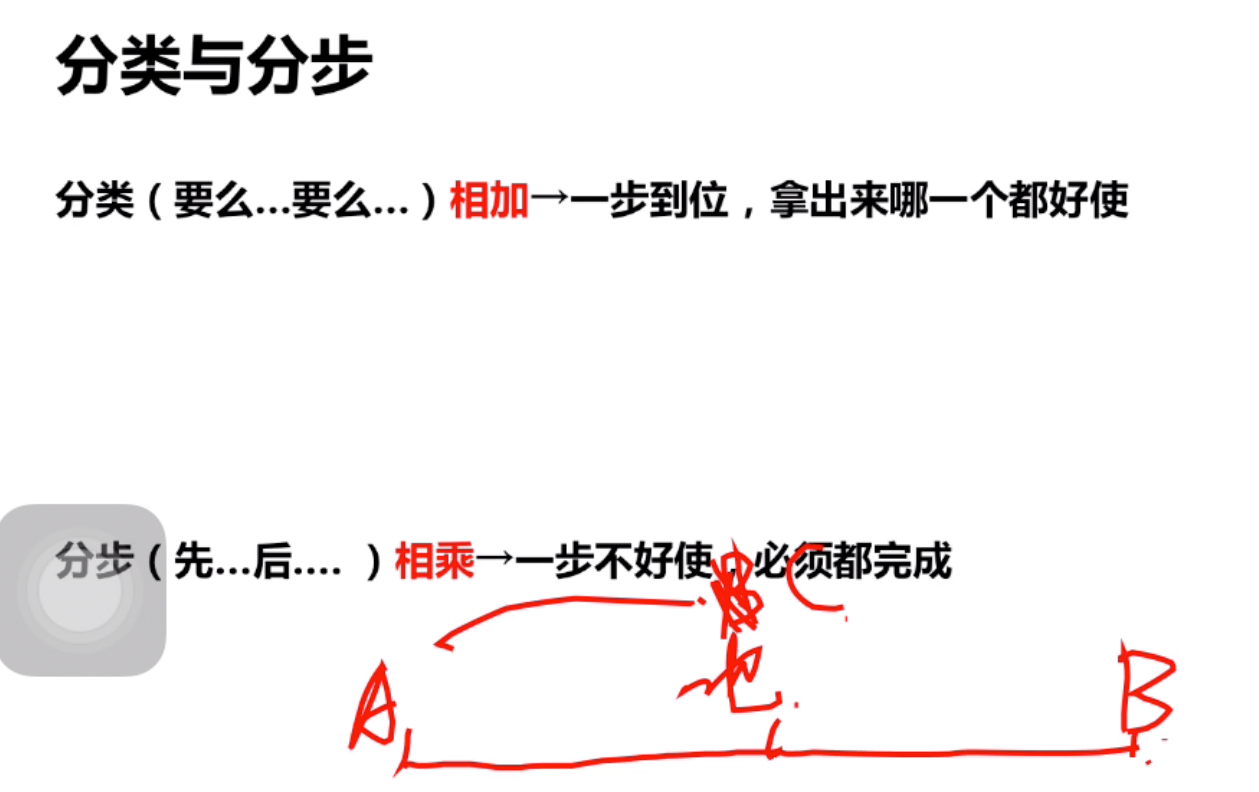 分类与分步
分类（要么…要么…）相加→一步到位，拿出来哪一个都好使
分步（先…后.... ）相乘→一步不好使，必须都完成
C
地
A
B